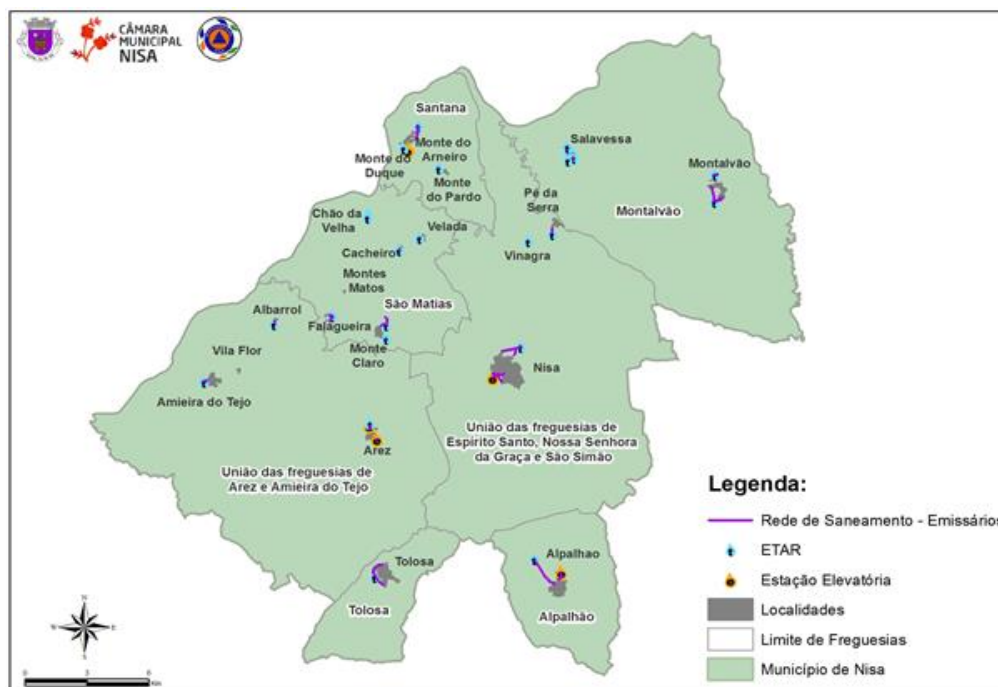 CÂMARA
MUNICIPAL
NISA
Santana
Monte do
Arneiro
Monte do
Duque
Monte
do Pardo
Salavessa
Montalvão
Pé da
Serra
Montalvão
Chão da
Velha
Velada
Cacheiro
Vinagra
Montes
Matos
São Matias
Albarrol
Falagueira
Monte
Claro
Vila Flor
Nisa
Amieira do Tejo
Arez
União das freguesias de
Espírito Santo, Nossa Senhora
da Graça e São Simão
União das freguesias de
Arez e Amieira do Tejo
Tolosa
Tolosa
Alpalhao
Alpalhão
Legenda:
Rede de Saneamento - Emissários
ETAR
Estação Elevatória
Localidades
Limite de Freguesias
Município de Nisa
N
W
E
S
0 3 6
Km